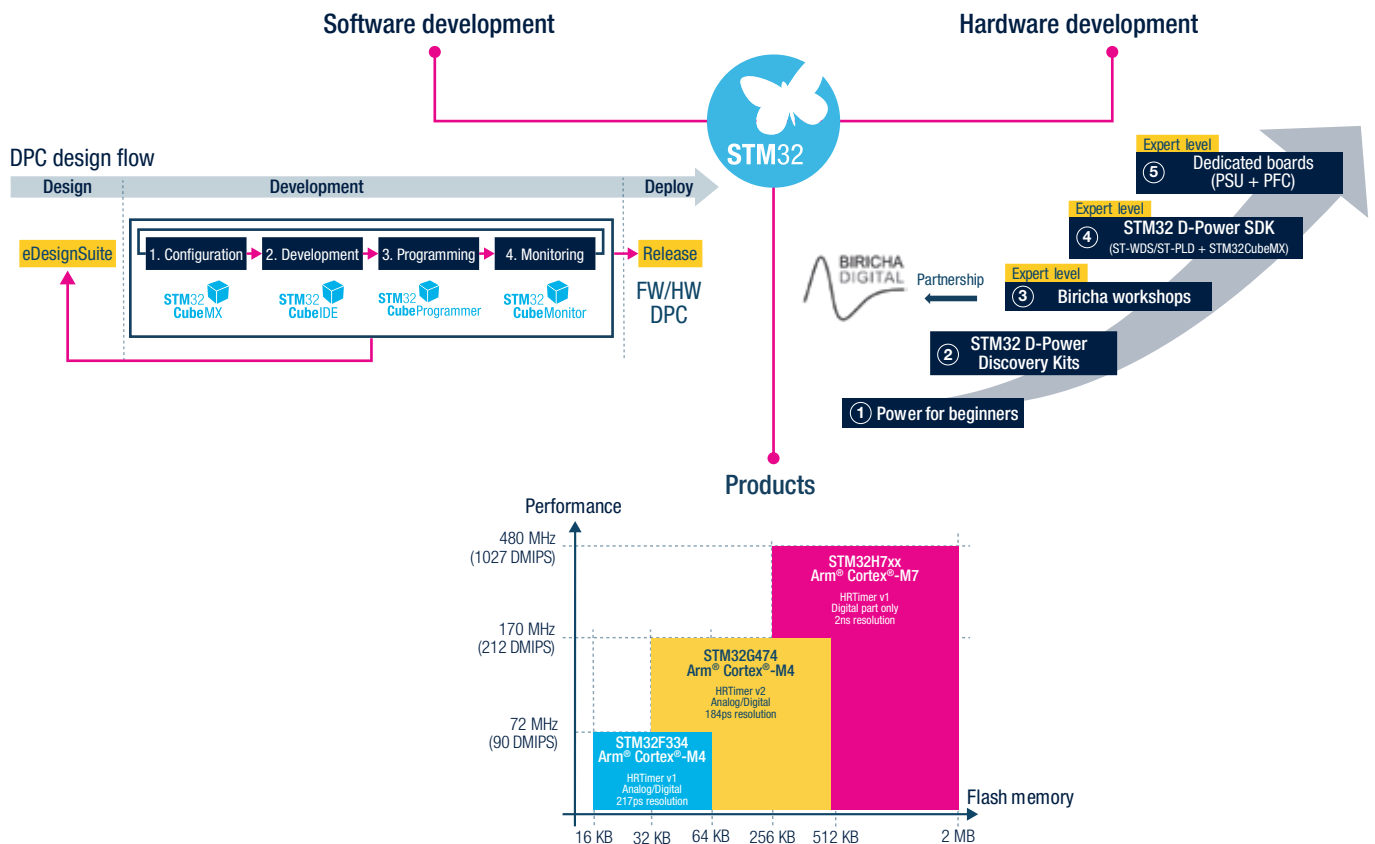 Software development
Hardware development
STM32
DPC design flow
Design
Development
Deploy
eDesignSuite
1. Configuration
2. Development
3. Programming
4. Monitoring
Release
STM32
CubeMX
STM32
CubeIDE
STM32
CubeProgrammer
STM32
CubeMonitor
FW/HW
DPC
Expert level
5 Dedicated boards
(PSU + PFC)
Expert level
4 STM32 D-Power SDK
(ST-WDS/ST-PLD + STM32CubeMX)
BIRICHA
DIGITAL
Partnership
Expert level
3 Biricha workshops
2 STM32 D-Power
Discovery Kits
1 Power for beginners
Products
Performance
480 MHz
(1027 DMIPS)
170 MHz
(212 DMIPS)
72 MHz
(90 DMIPS)
STM32H7xx
Arm® Cortex®-M7
HRTimer v1
Digital part only
2ns resolution
STM32G474
Arm® Cortex®-M4
HRTimer v2
Analog/Digital
184ps resolution
STM32F334
Arm® Cortex®-M4
HRTimer v1
Analog/Digital
217ps resolution
Flash memory
16 KB
32 KB
64 KB
256 KB
512 KB
2 MB